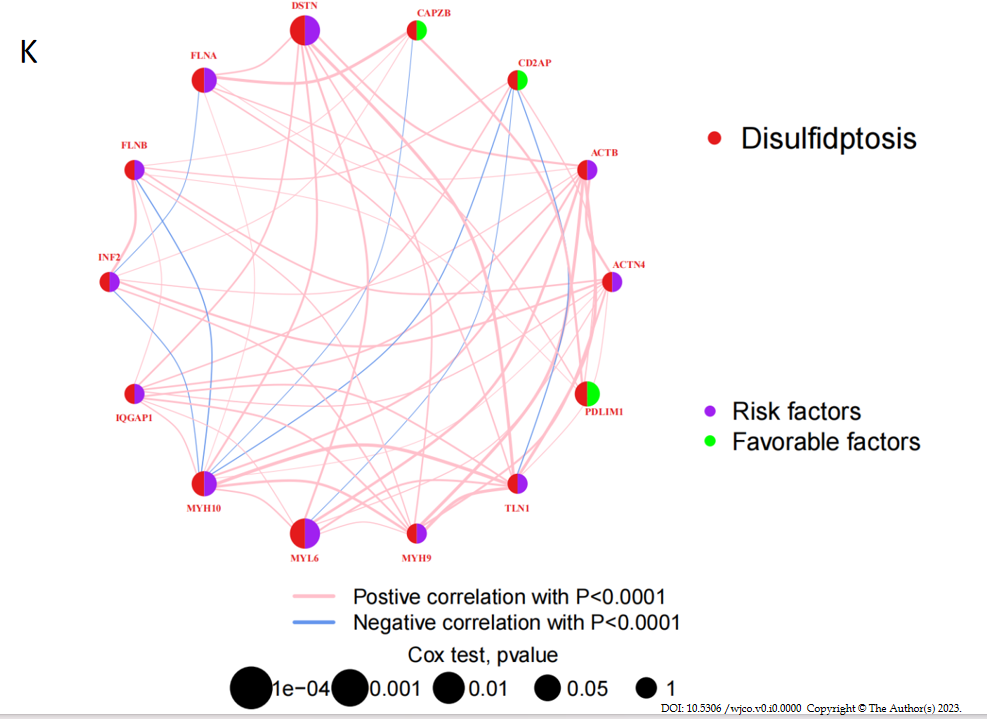 K
DSTN
CAPZB
FLNA
CD2AP
FLNB
ACTB
Disulfidptosis
INF2
ACTN4
IQGAP1
PDLIM1
Risk factors
Favorable factors
MYH10
TLN1
MYL6
MYH9
Postive correlation with P<0.0001
Negative correlation with P<0.0001
Cox test, pvalue
1e−04 0.001 0.01 0.05 1
DOI: 10.5306 /wjco.v0.i0.0000 Copyright © The Author(s) 2023.